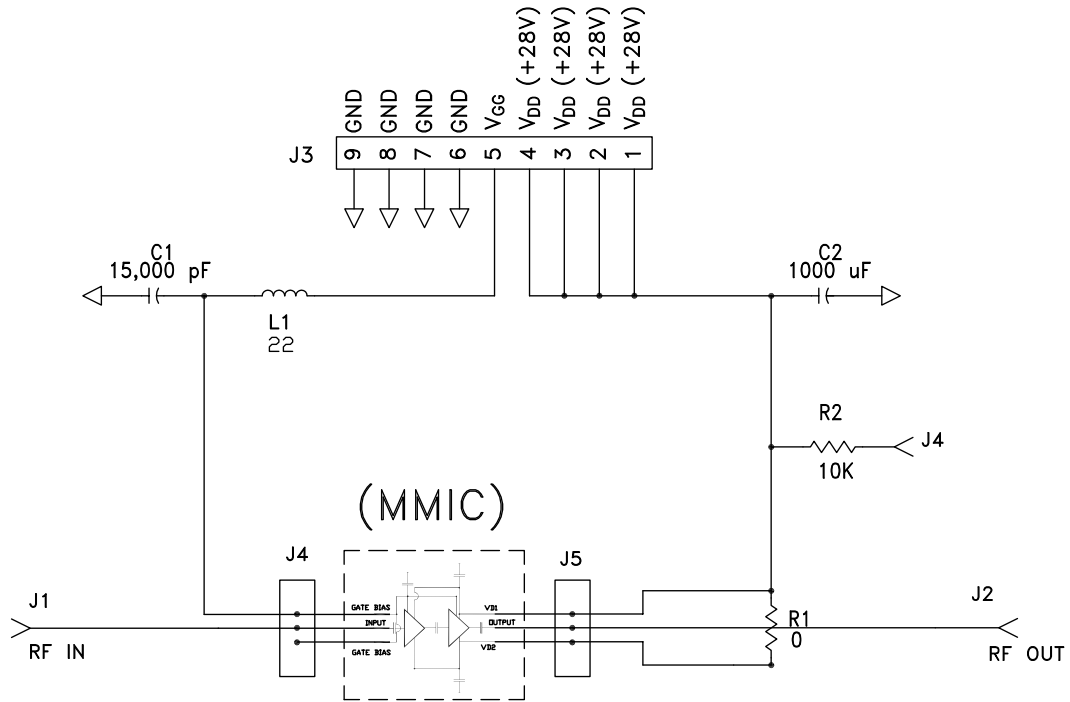 GND
GND
GND
GND
VGG
VDD (+28V)
VDD (+28V)
VDD (+28V)
VDD (+28V)
J3
9 8 7 6 5 4 3 2 1
C1
15,000 pF
C2
1000 uF
L1
22
R2
J4
10K
(MMIC)
J4
J5
J1
RF IN
GATE BIAS
INPUT
GATE BIAS
VD1
OUTPUT
VD2
R1
0
J2
RF OUT